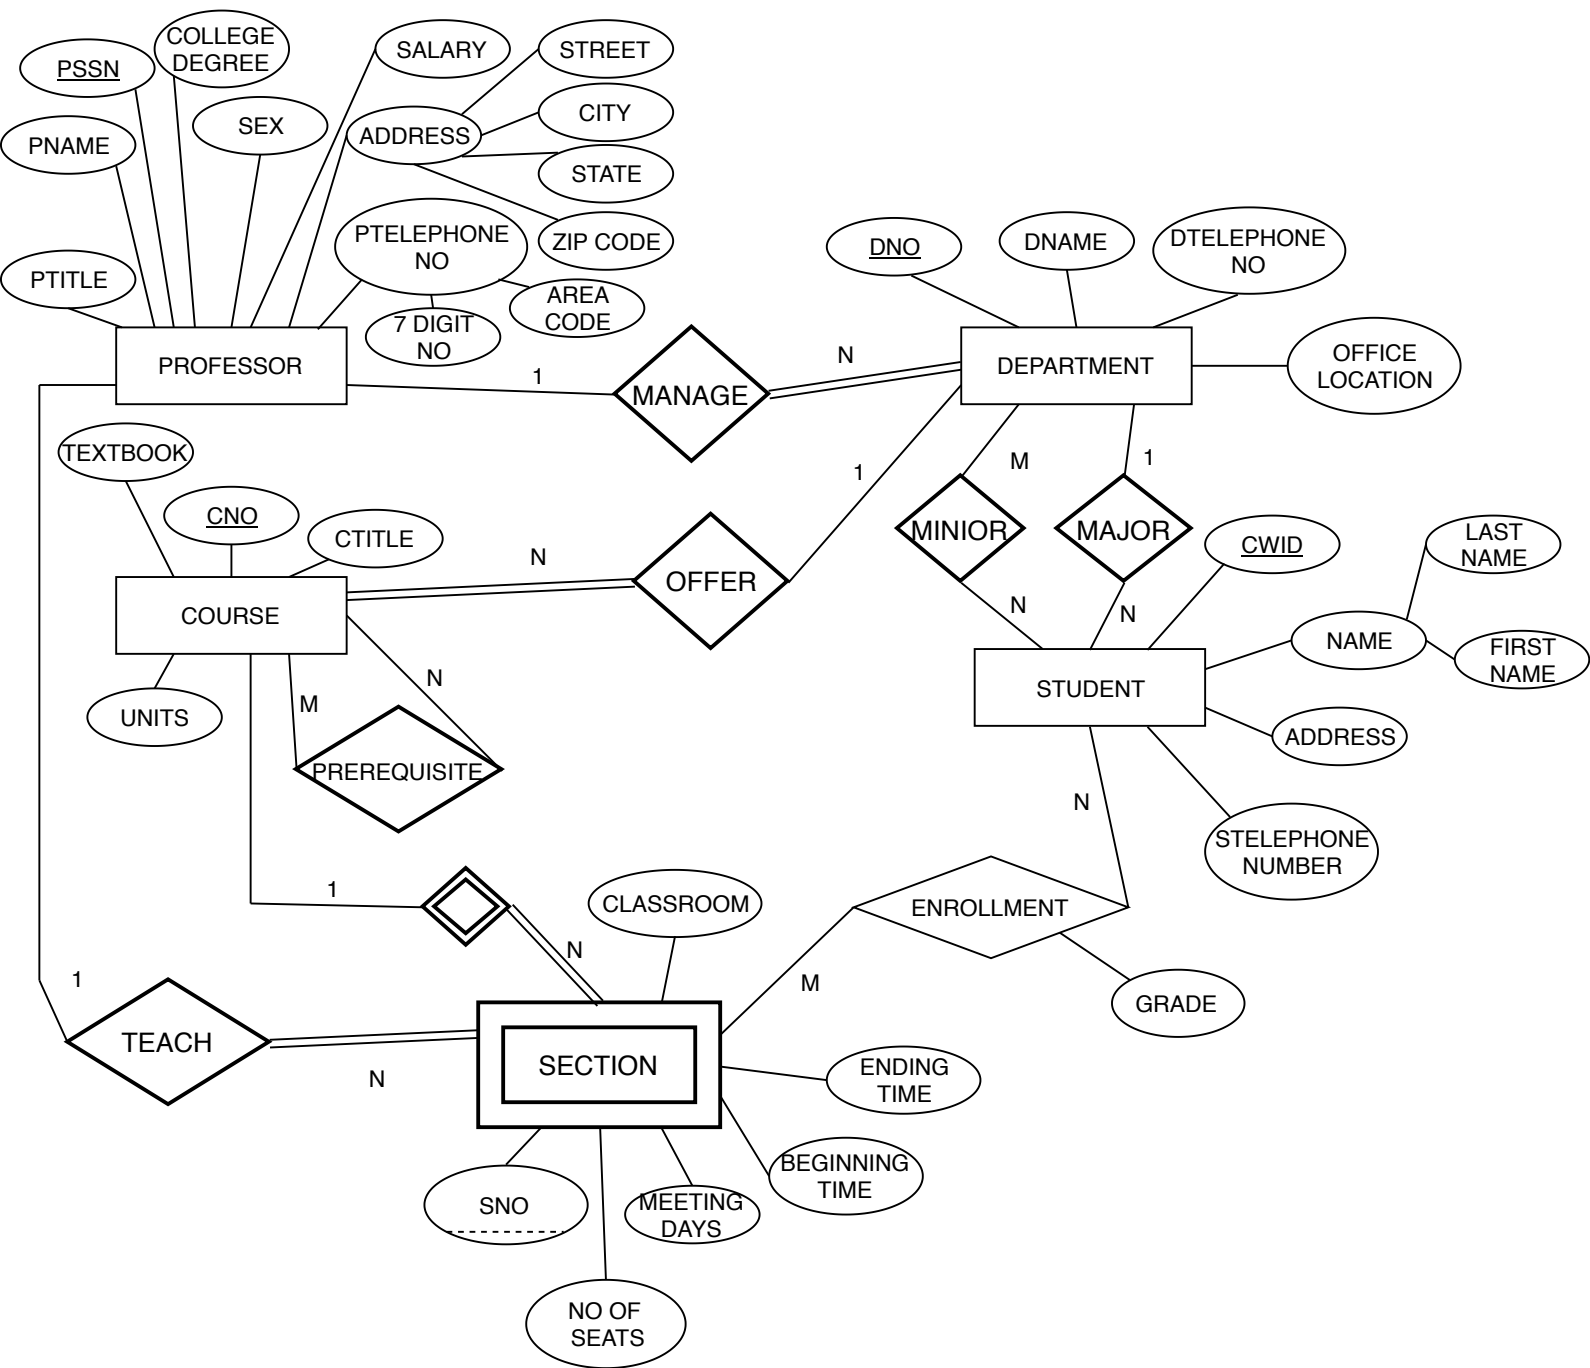 COLLEGE
DEGREE
PSSN
SALARY
STREET
SEX
ADDRESS
CITY
PNAME
STATE
PTELEPHONE
NO
ZIP CODE
PTITLE
AREA
CODE
7 DIGIT
NO
DNO
DNAME
DTELEPHONE
NO
PROFESSOR
1
MANAGE
N
DEPARTMENT
OFFICE
LOCATION
TEXTBOOK
CNO
CTITLE
N
OFFER
1
M
1
MINIOR
MAJOR
CWID
LAST
NAME
COURSE
N
N
NAME
FIRST
NAME
UNITS
M
N
PREREQUISITE
STUDENT
ADDRESS
N
STELEPHONE
NUMBER
1
N
CLASSROOM
ENROLLMENT
M
GRADE
1
TEACH
N
SECTION
ENDING
TIME
BEGINNING
TIME
SNO
MEETING
DAYS
NO OF
SEATS